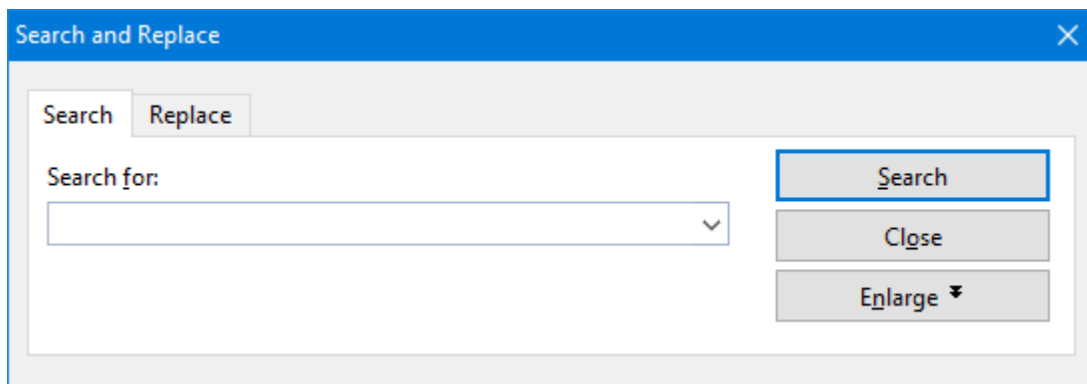 Search and Replace
Search Replace
Search for:
Search
Close
Enlarge